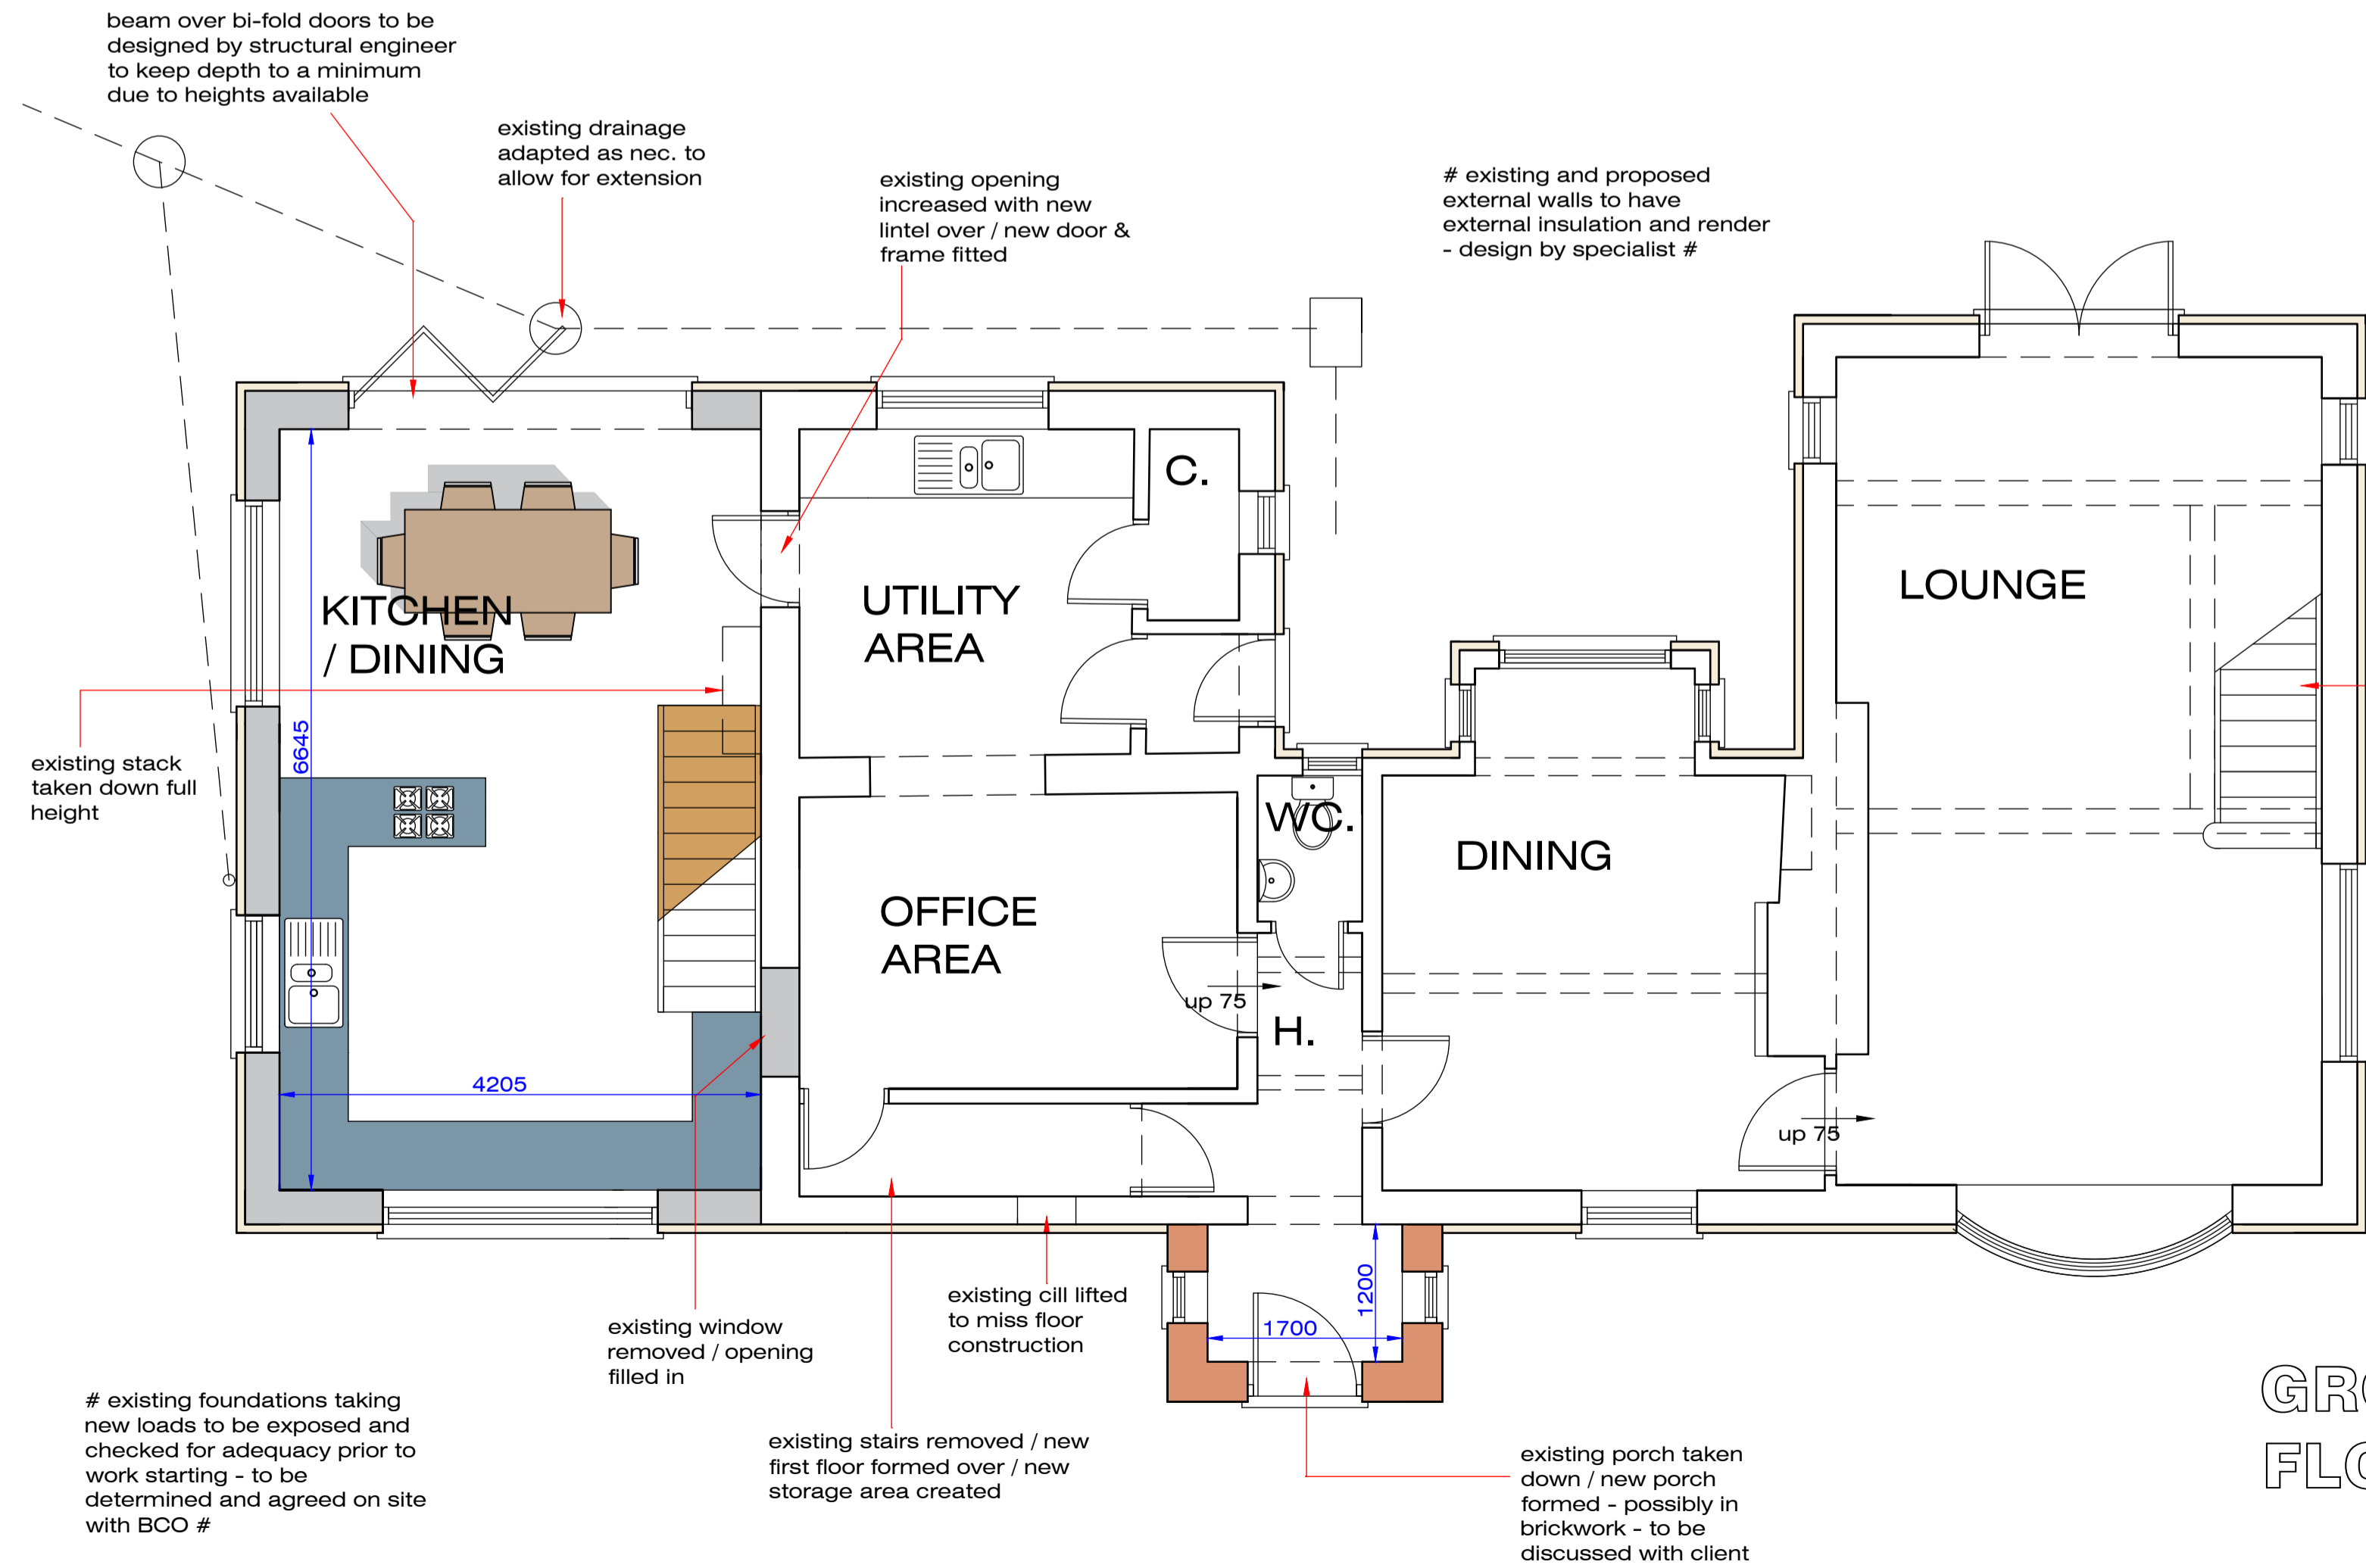 beam over bi-fold doors to be
designed by structural engineer
to keep depth to a minimum
due to heights available
existing drainage
adapted as nec. to
allow for extension
existing opening
increased with new
lintel over / new door &
frame fitted
# existing and proposed
external walls to have
external insulation and render
- design by specialist #
C.
KITCHEN
/ DINING
UTILITY
AREA
LOUNGE
6645
existing stack
taken down full
height
WC.
DINING
OFFICE
AREA
up 75
H.
4205
up 75
1200
1700
existing cill lifted
to miss floor
construction
existing window
removed / opening
filled in
# existing foundations taking
new loads to be exposed and
checked for adequacy prior to
work starting - to be
determined and agreed on site
with BCO #
existing stairs removed / new
first floor formed over / new
storage area created
existing porch taken
down / new porch
formed - possibly in
brickwork - to be
discussed with client